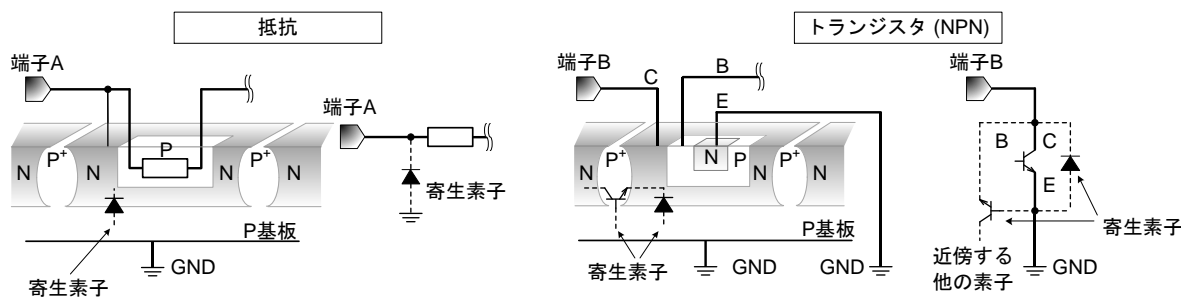 抵抗
端子A
N
P+
N
P
N
P+
N
P基板
寄生素子
GND
端子A
寄生素子
トランジスタ (NPN)
端子B
C
B
E
N
P+
N
N
P
N
P+
N
P基板
寄生素子
GND
GND
端子B
B
C
E
寄生素子
近傍する
他の素子
GND